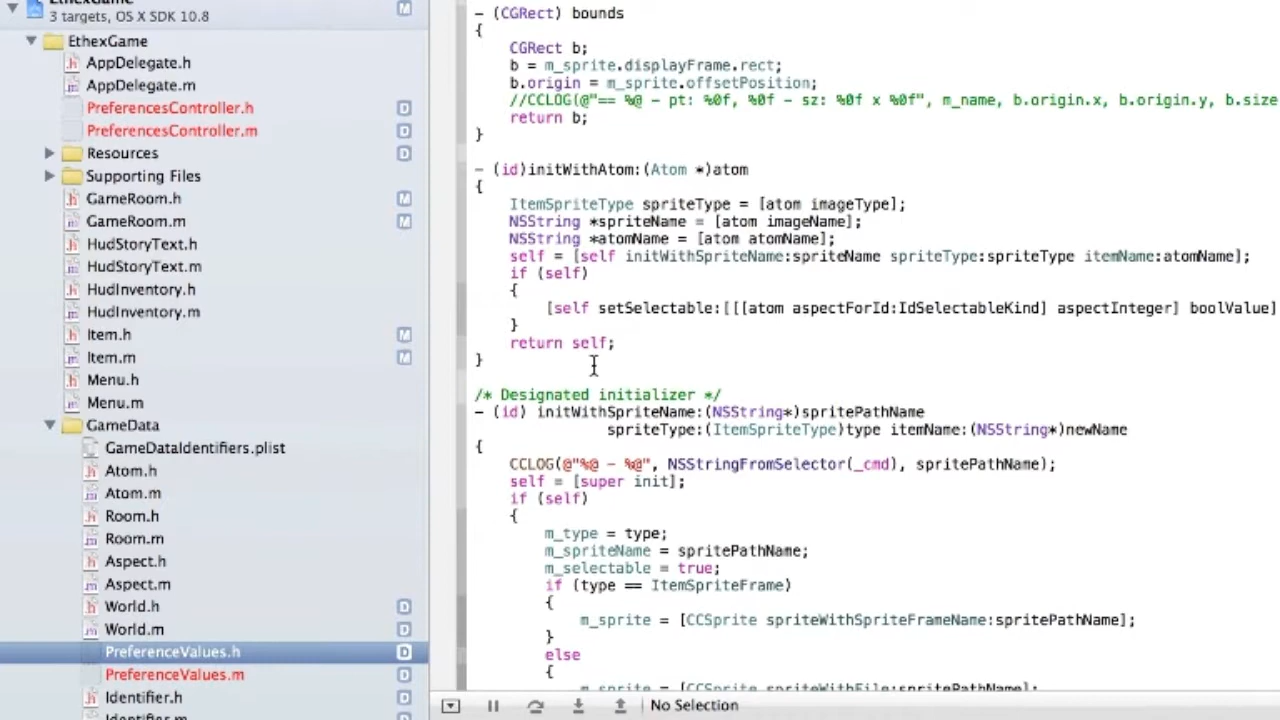 EthexGame
3 targets, OS X SDK 10.8
M
EthexGame
AppDelegate.h
AppDelegate.m
PreferencesController.h
D
PreferencesController.m
D
Resources
D
Supporting Files
GameRoom.h
M
GameRoom.m
M
HudStoryText.h
HudStoryText.m
HudInventory.h
HudInventory.m
Item.h
M
Item.m
M
Menu.h
Menu.m
GameData
GameDataIdentifiers.plist
Atom.h
Atom.m
Room.h
Room.m
Aspect.h
Aspect.m
World.h
D
World.m
D
PreferenceValues.h
D
PreferenceValues.m
D
Identifier.h
D
Identifier.m
- (CGRect) bounds
{
CGRect b;
b = m_sprite.displayFrame.rect;
b.origin = m_sprite.offsetPosition;
//CCLOG(@"== %@ - pt: %0f, %0f - sz: %0f x %0f", m_name, b.origin.x, b.origin.y, b.size
return b;
}
- (id)initWithAtom:(Atom *)atom
{
ItemSpriteType spriteType = [atom imageType];
NSString *spriteName = [atom imageName];
NSString *atomName = [atom atomName];
self = [self initWithSpriteName:spriteName spriteType:spriteType itemName:atomName];
if (self)
{
[self setSelectable:[[[atom aspectForId:IdSelectableKind] aspectInteger] boolValue]
}
return self;
}
/* Designated initializer */
- (id) initWithSpriteName:(NSString*)spritePathName
spriteType:(ItemSpriteType)type itemName:(NSString*)newName
{
CCLOG(@"%@ - %@", NSStringFromSelector(_cmd), spritePathName);
self = [super init];
if (self)
{
m_type = type;
m_spriteName = spritePathName;
m_selectable = true;
if (type == ItemSpriteFrame)
{
m_sprite = [CCSprite spriteWithSpriteFrameName:spritePathName];
}
else
{
m_sprite = [CCSprite spriteWithFile:spritePathName];
No Selection